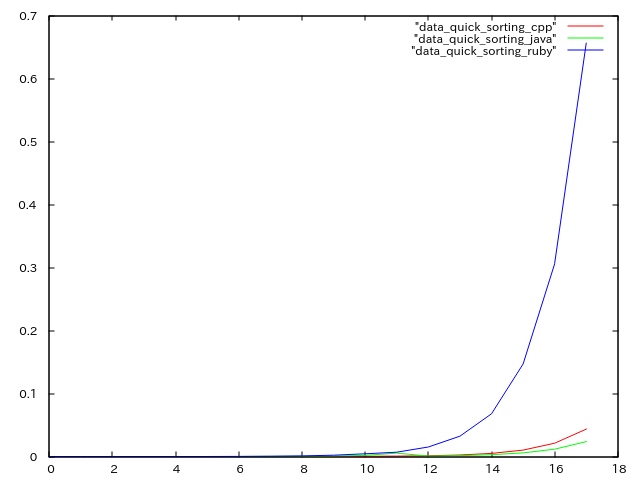 0.7
"data_quick_sorting_cpp"
"data_quick_sorting_java"
"data_quick_sorting_ruby"
0.6
0.5
0.4
0.3
0.2
0.1
0
0 2 4 6 8 10 12 14 16 18